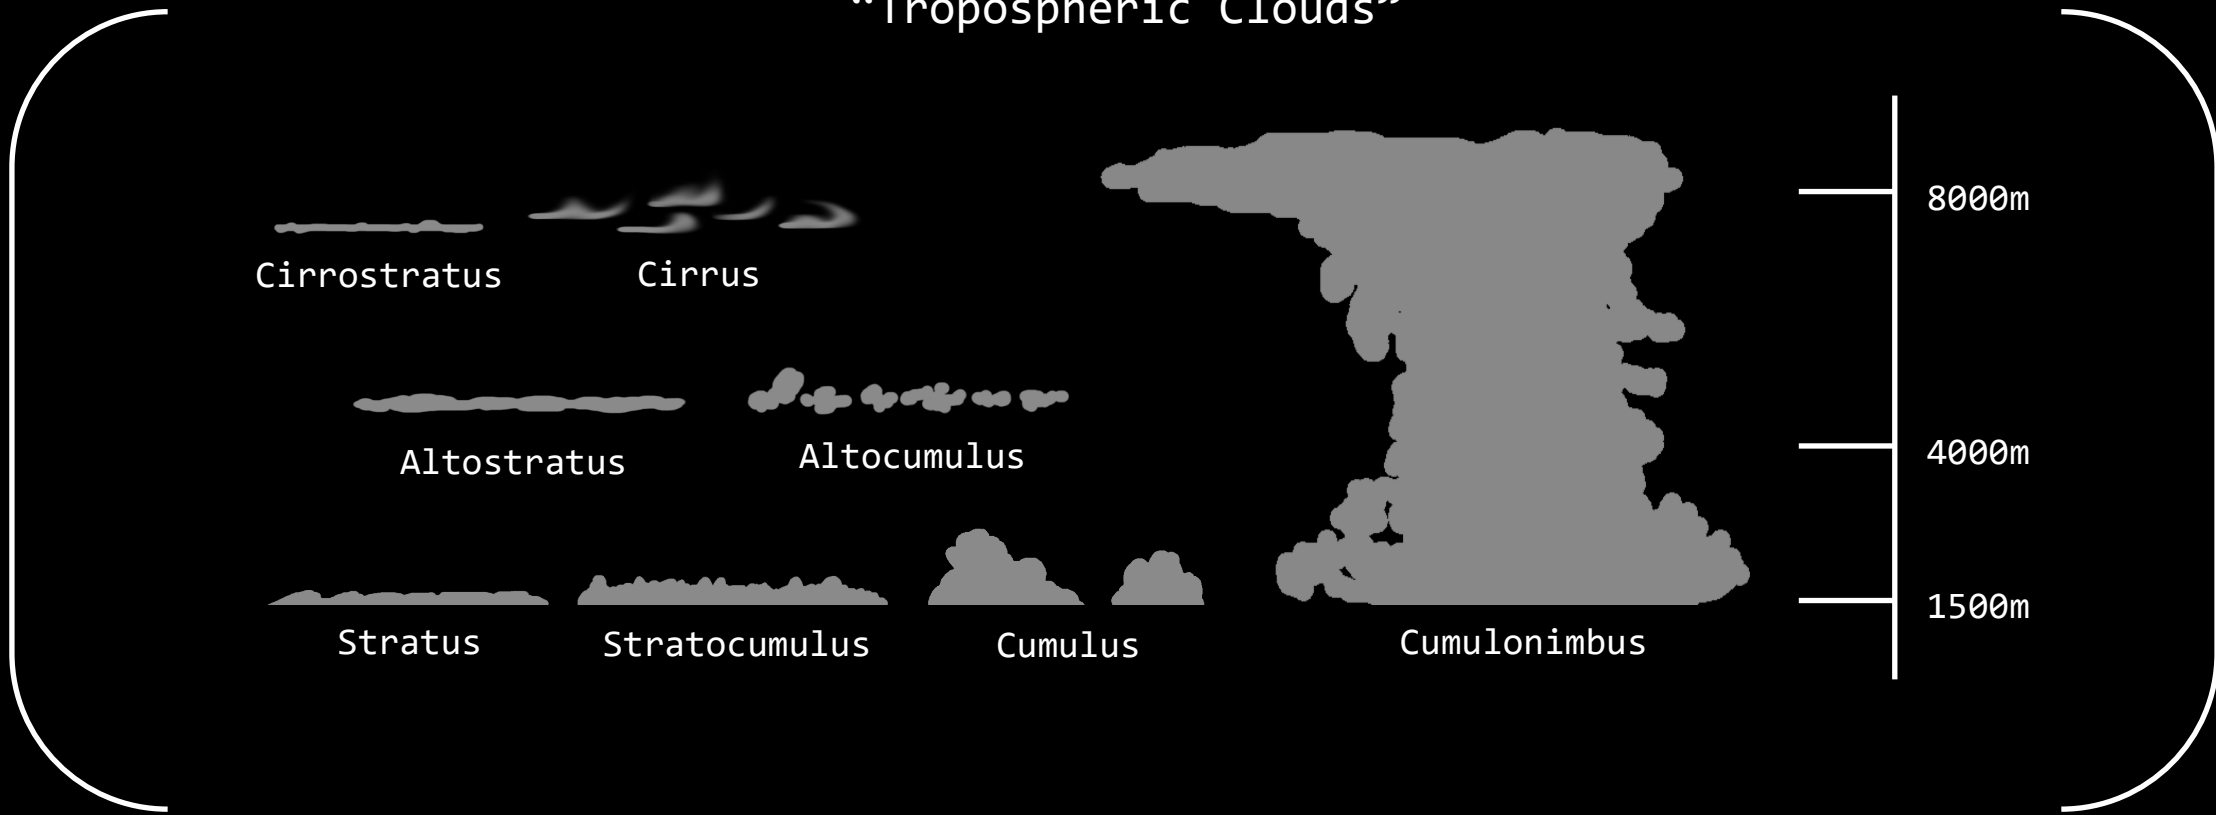 “Tropospheric Clouds”
8000m
Cirrostratus Cirrus
4000m
Altostratus Altocumulus
1500m
Stratus Stratocumulus Cumulus Cumulonimbus